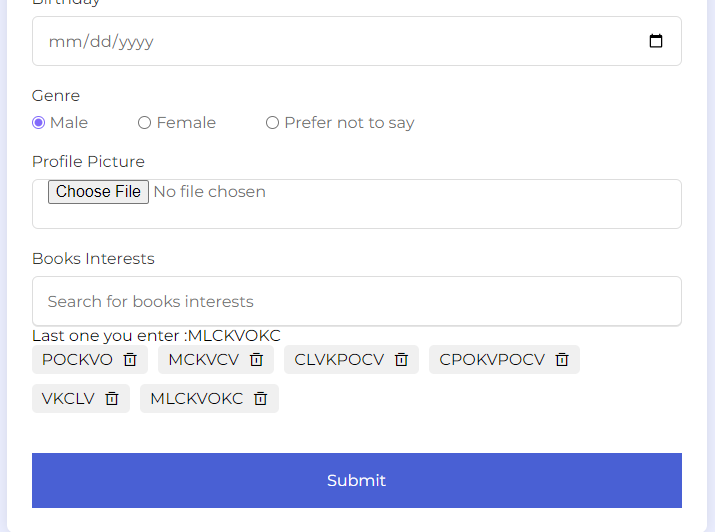 Birthday
mm/dd/yyyy
Genre
Male Female Prefer not to say
Profile Picture
Choose File No file chosen
Books Interests
Search for books interests
Last one you enter :MLCKVOKC
POCKVO MCKVCV CLVKPOCV CPOKVPOCV
VKCLV MLCKVOKC
Submit